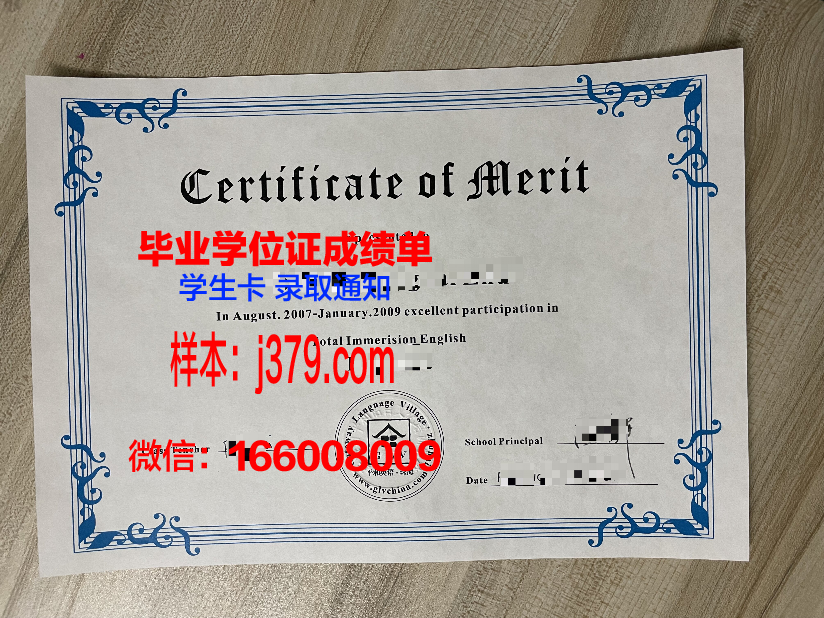 Certificate of Merit
毕业学位证成绩单
学生卡 录取通知
In August, 2007-January.2009 excellent participation in
Total Immerision English
样本：j379.com
Language Village
School Principal
微信：166008009
Date
www.glvchina.com